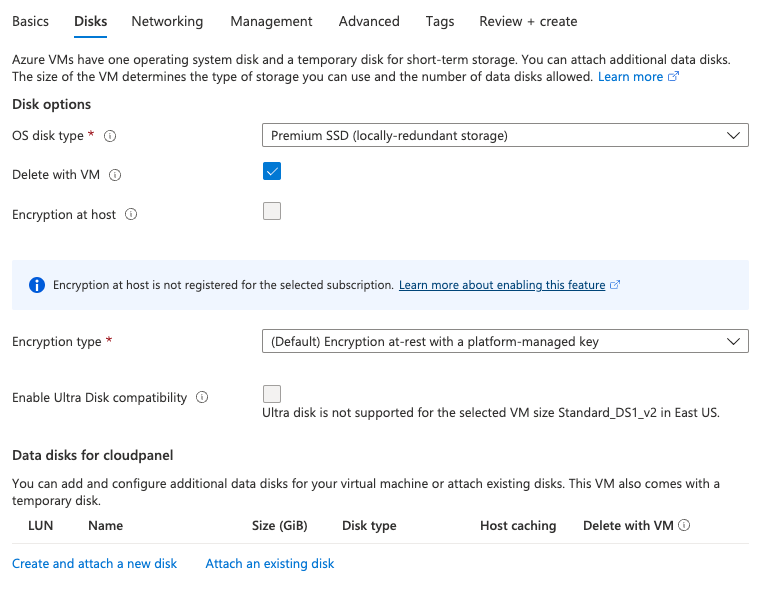 Basics Disks Networking Management Advanced Tags Review + create
Azure VMs have one operating system disk and a temporary disk for short-term storage. You can attach additional data disks.
The size of the VM determines the type of storage you can use and the number of data disks allowed. Learn more
Disk options
OS disk type * Premium SSD (locally-redundant storage)
Delete with VM
Encryption at host
Encryption at host is not registered for the selected subscription. Learn more about enabling this feature
Encryption type * (Default) Encryption at-rest with a platform-managed key
Enable Ultra Disk compatibility
Ultra disk is not supported for the selected VM size Standard_DS1_v2 in East US.
Data disks for cloudpanel
You can add and configure additional data disks for your virtual machine or attach existing disks. This VM also comes with a
temporary disk.
LUN Name Size (GiB) Disk type Host caching Delete with VM
Create and attach a new disk Attach an existing disk